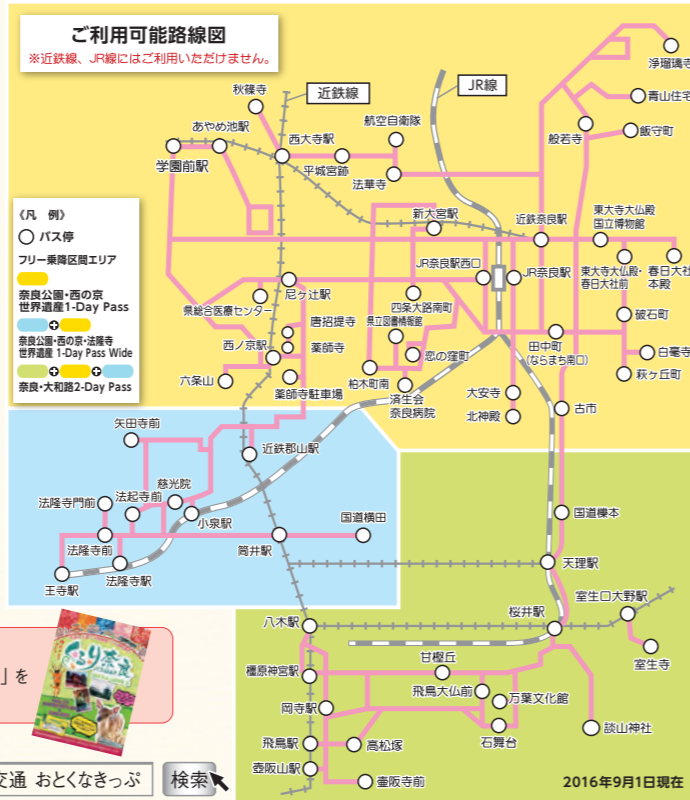 ご利用可能路線図
※近鉄線、JR線にはご利用いただけません。
近鉄線
JR線
浄瑠璃寺
青山住宅
般若寺
飯守町
秋篠寺
あやめ池駅
学園前駅
西大寺駅
平城宮跡
航空自衛隊
法華寺
新大宮駅
近鉄奈良駅
東大寺大仏殿
国立博物館
東大寺大仏殿・
春日大社前
春日大社
本殿
JR奈良駅西口
JR奈良駅
《凡 例》
バス停
フリー乗降区間エリア
奈良公園・西の京
世界遺産1-Day Pass
奈良公園・西の京・法隆寺
世界遺産 1-Day Pass Wide
奈良・大和路2-Day Pass
尼ヶ辻駅
県総合医療センター
四条大路南町
県立図書情報館
唐招提寺
薬師寺
西ノ京駅
恋の窪町
田中町
(ならまち南口)
破石町
白毫寺
萩ヶ丘町
六条山
薬師寺駐車場
柏木町南
済生会
奈良病院
大安寺
北神殿
古市
矢田寺前
近鉄郡山駅
慈光院
法隆寺門前
法起寺前
小泉駅
国道横田
法隆寺前
筒井駅
王寺駅
法隆寺駅
国道櫟本
天理駅
室生口大野駅
桜井駅
室生寺
八木駅
橿原神宮駅
甘樫丘
飛鳥大仏前
万葉文化館
岡寺駅
石舞台
談山神社
飛鳥駅
高松塚
壺阪山駅
壷阪寺前
ぐるり奈良
」を
交通 おとくなきっぷ
検索
2016年9月1日現在